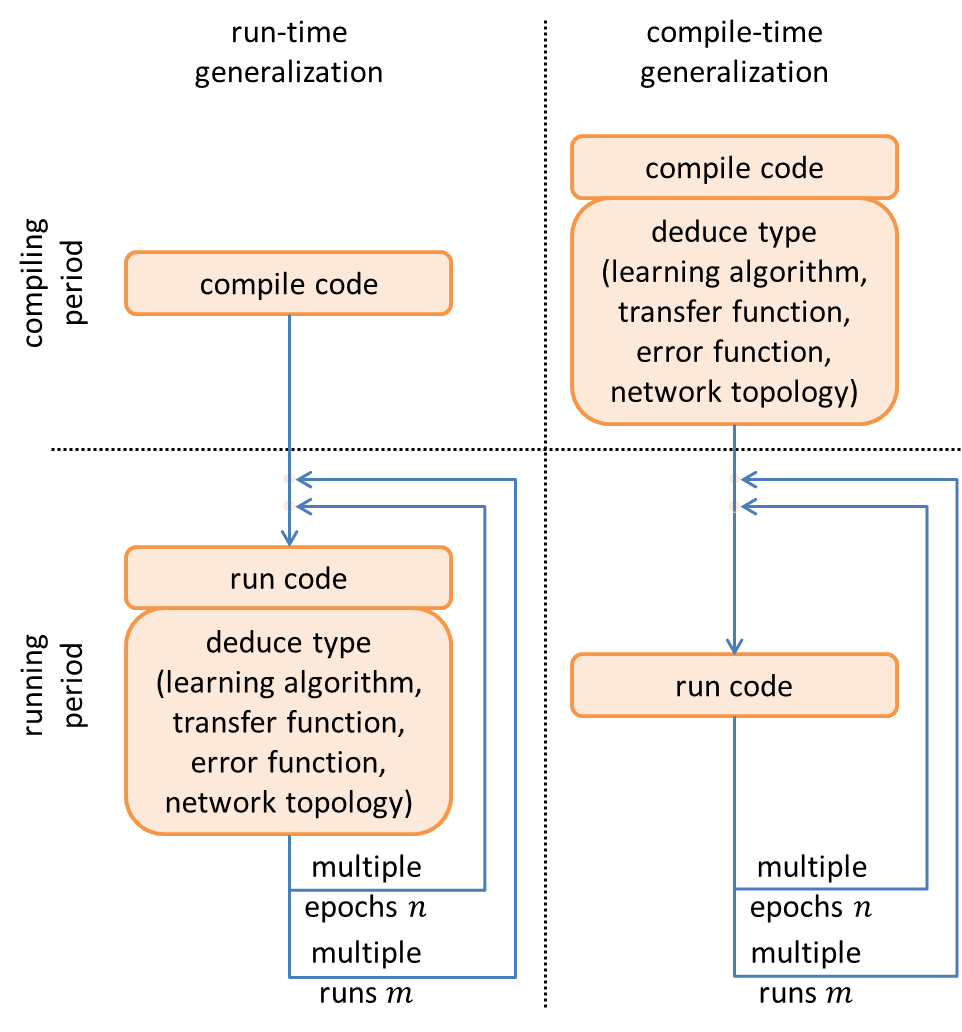 run-time
generalization
compile-time
generalization
compiling
period
compile code
compile code
deduce type
(learning algorithm,
transfer function,
error function,
network topology)
running
period
run code
deduce type
(learning algorithm,
transfer function,
error function,
network topology)
multiple
epochs n
multiple
runs m
run code
multiple
epochs n
multiple
runs m